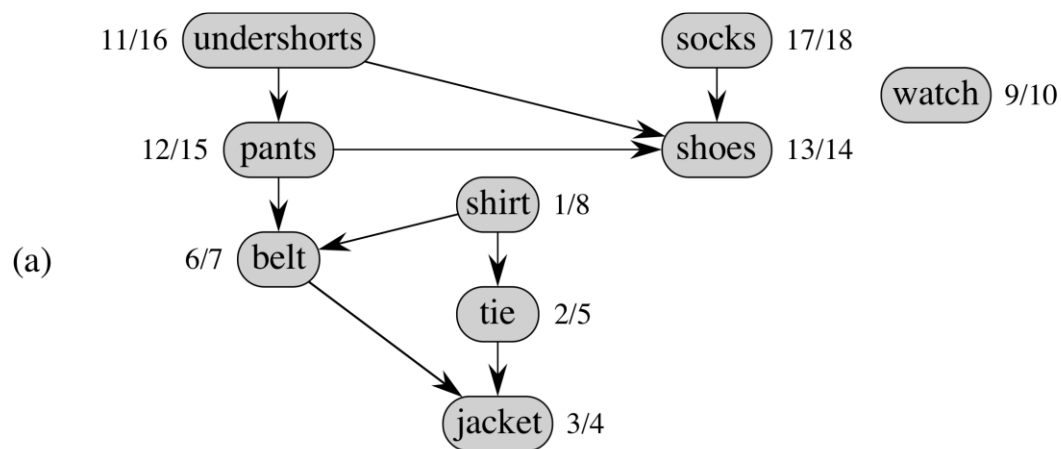 11/16 undershorts socks 17/18
watch 9/10
12/15 pants shoes 13/14
shirt 1/8
(a) 6/7 belt
tie 2/5
jacket 3/4